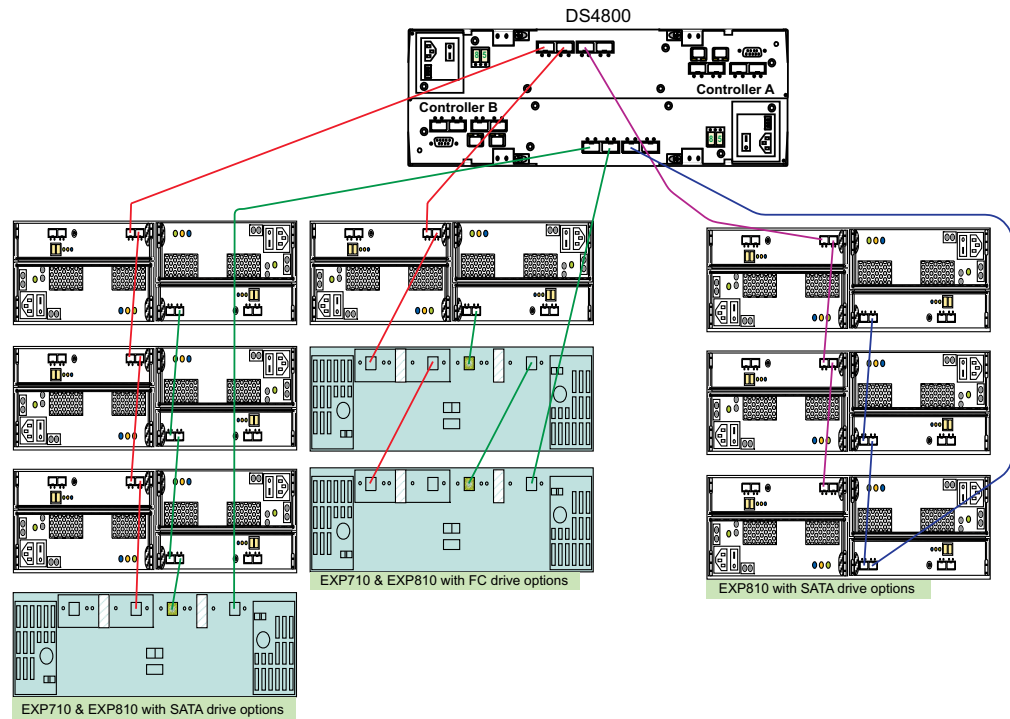 DS4800
Controller A
Controller B
EXP710 & EXP810 with FC drive options
EXP810 with SATA drive options
EXP710 & EXP810 with SATA drive options